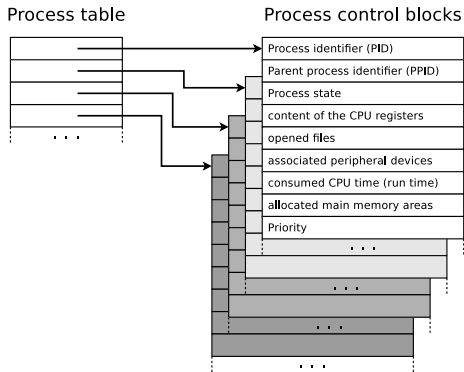 Process table
Process control blocks
Process identifier (PID)
Parent process identifier (PPID)
Process state
content of the CPU registers
opened files
associated peripheral devices
consumed CPU time (run time)
allocated main memory areas
Priority
. . .
. . .
. . .
. . .
. . .